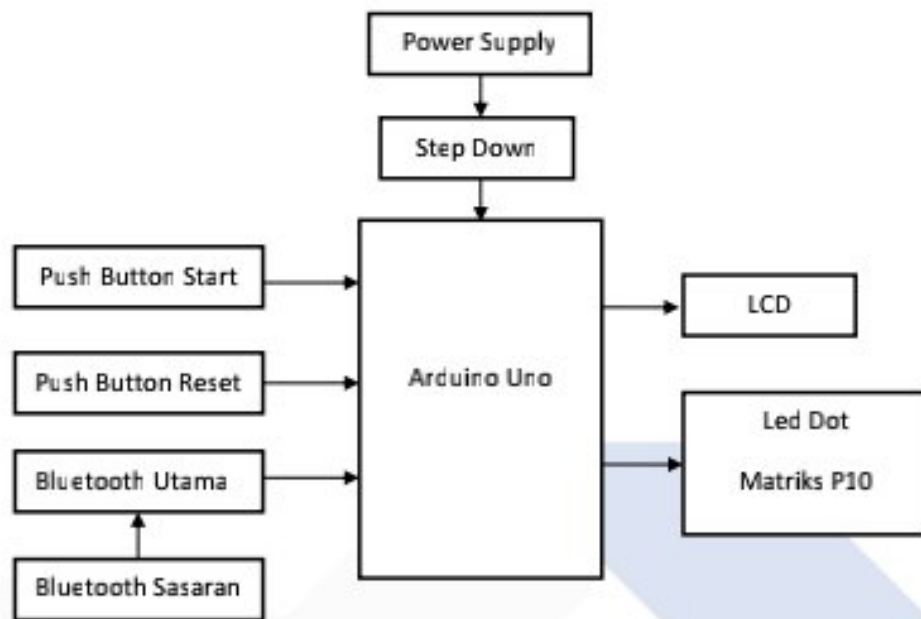 Power Supply
Step Down
Push Button Start
Push Button Reset
Bluetooth Utama
Bluetooth Sasaran
Arduino Uno
LCD
Led Dot
Matriks P10